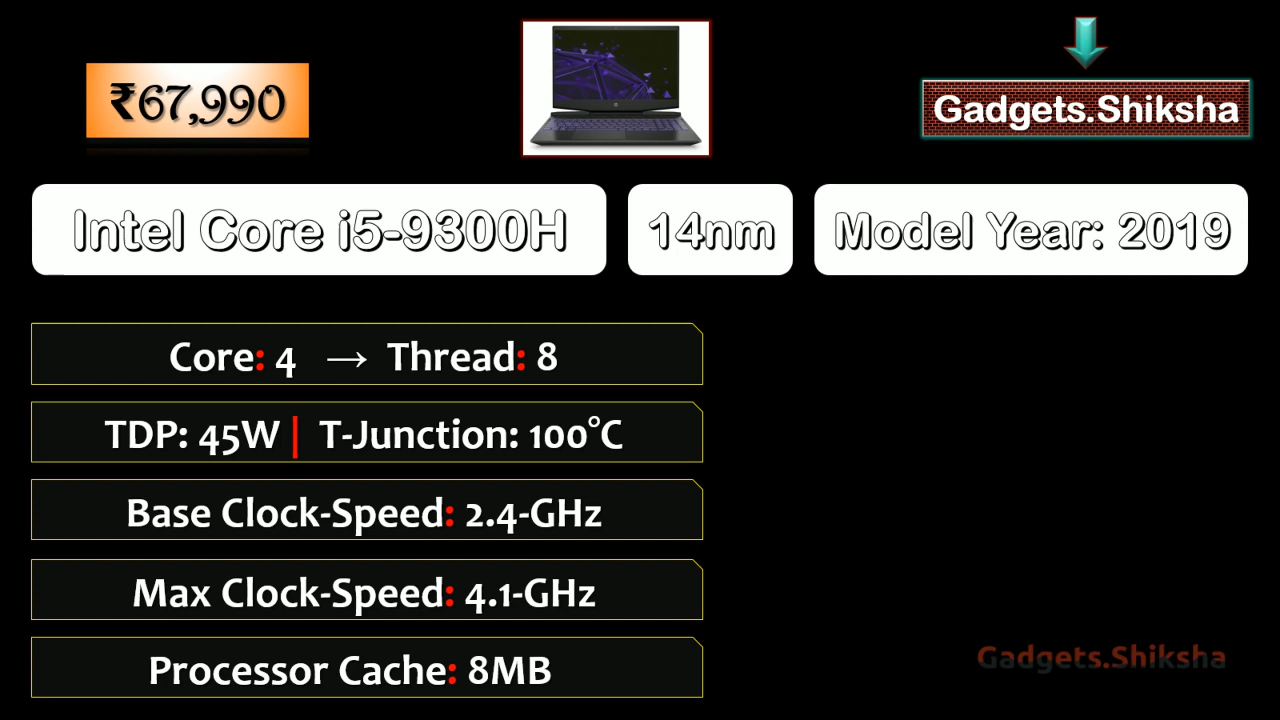 ₹67,990
Gadgets.Shiksha
Intel Core i5-9300H
14nm
Model Year: 2019
Core: 4 → Thread: 8
TDP: 45W | T-Junction: 100°C
Base Clock-Speed: 2.4-GHz
Max Clock-Speed: 4.1-GHz
Processor Cache: 8MB
Gadgets.Shiksha